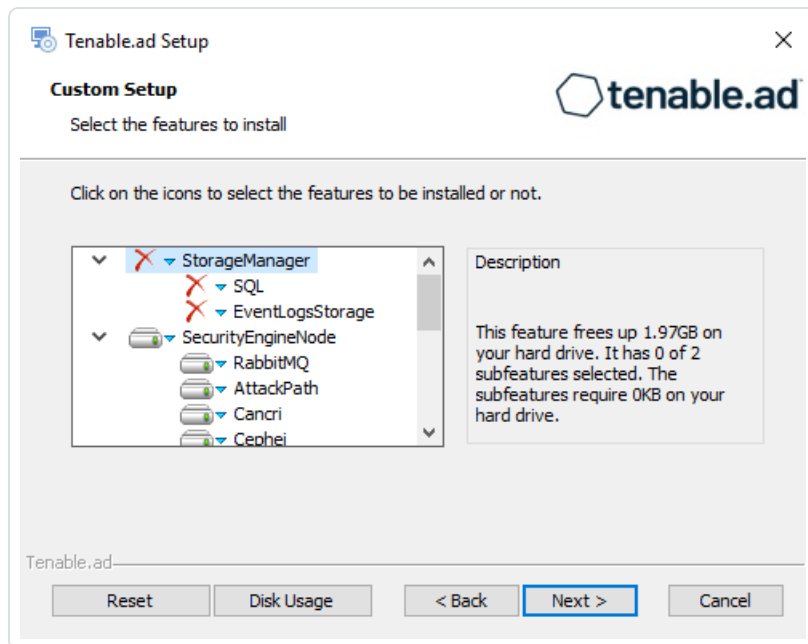 Tenable.ad Setup
Custom Setup
tenable.ad
Select the features to install
Click on the icons to select the features to be installed or not.
StorageManager
SQL
EventLogsStorage
SecurityEngineNode
RabbitMQ
AttackPath
Cancri
Cephei
Description
This feature frees up 1.97GB on
your hard drive. It has 0 of 2
subfeatures selected. The
subfeatures require 0KB on your
hard drive.
Tenable.ad
Reset
Disk Usage
< Back
Next >
Cancel